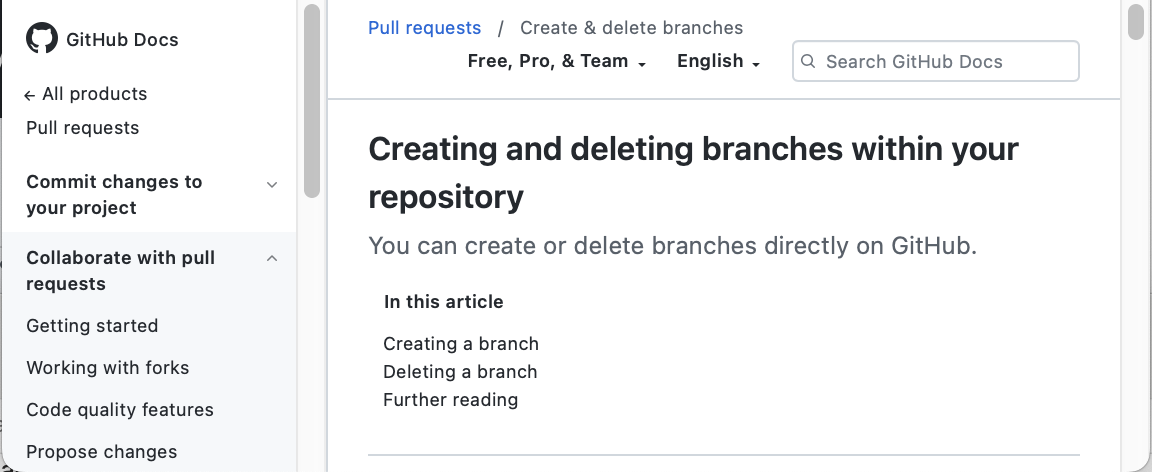 GitHub Docs
← All products
Pull requests
Commit changes to
your project
Collaborate with pull
requests
Getting started
Working with forks
Code quality features
Propose changes
Pull requests / Create & delete branches
Free, Pro, & Team English Search GitHub Docs
Creating and deleting branches within your
repository
You can create or delete branches directly on GitHub.
In this article
Creating a branch
Deleting a branch
Further reading